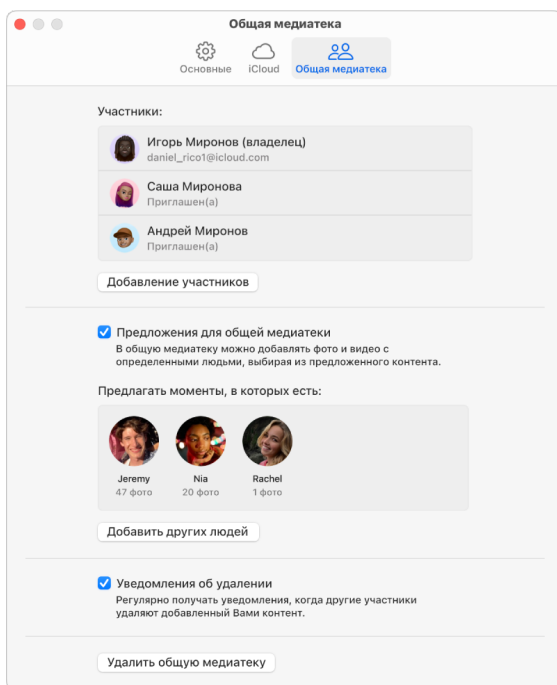 Общая медиатека
Основные
iCloud
Общая медиатека
Участники:
Игорь Миронов (владелец)
daniel_rico1@icloud.com
Саша Миронова
Приглашен(а)
Андрей Миронов
Приглашен(а)
Добавление участников
Предложения для общей медиатеки
В общую медиатеку можно добавлять фото и видео с
определенными людьми, выбирая из предложенного контента.
Предлагать моменты, в которых есть:
Jeremy
47 фото
Nia
20 фото
Rachel
1 фото
Добавить других людей
Уведомления об удалении
Регулярно получать уведомления, когда другие участники
удаляют добавленный Вами контент.
Удалить общую медиатеку